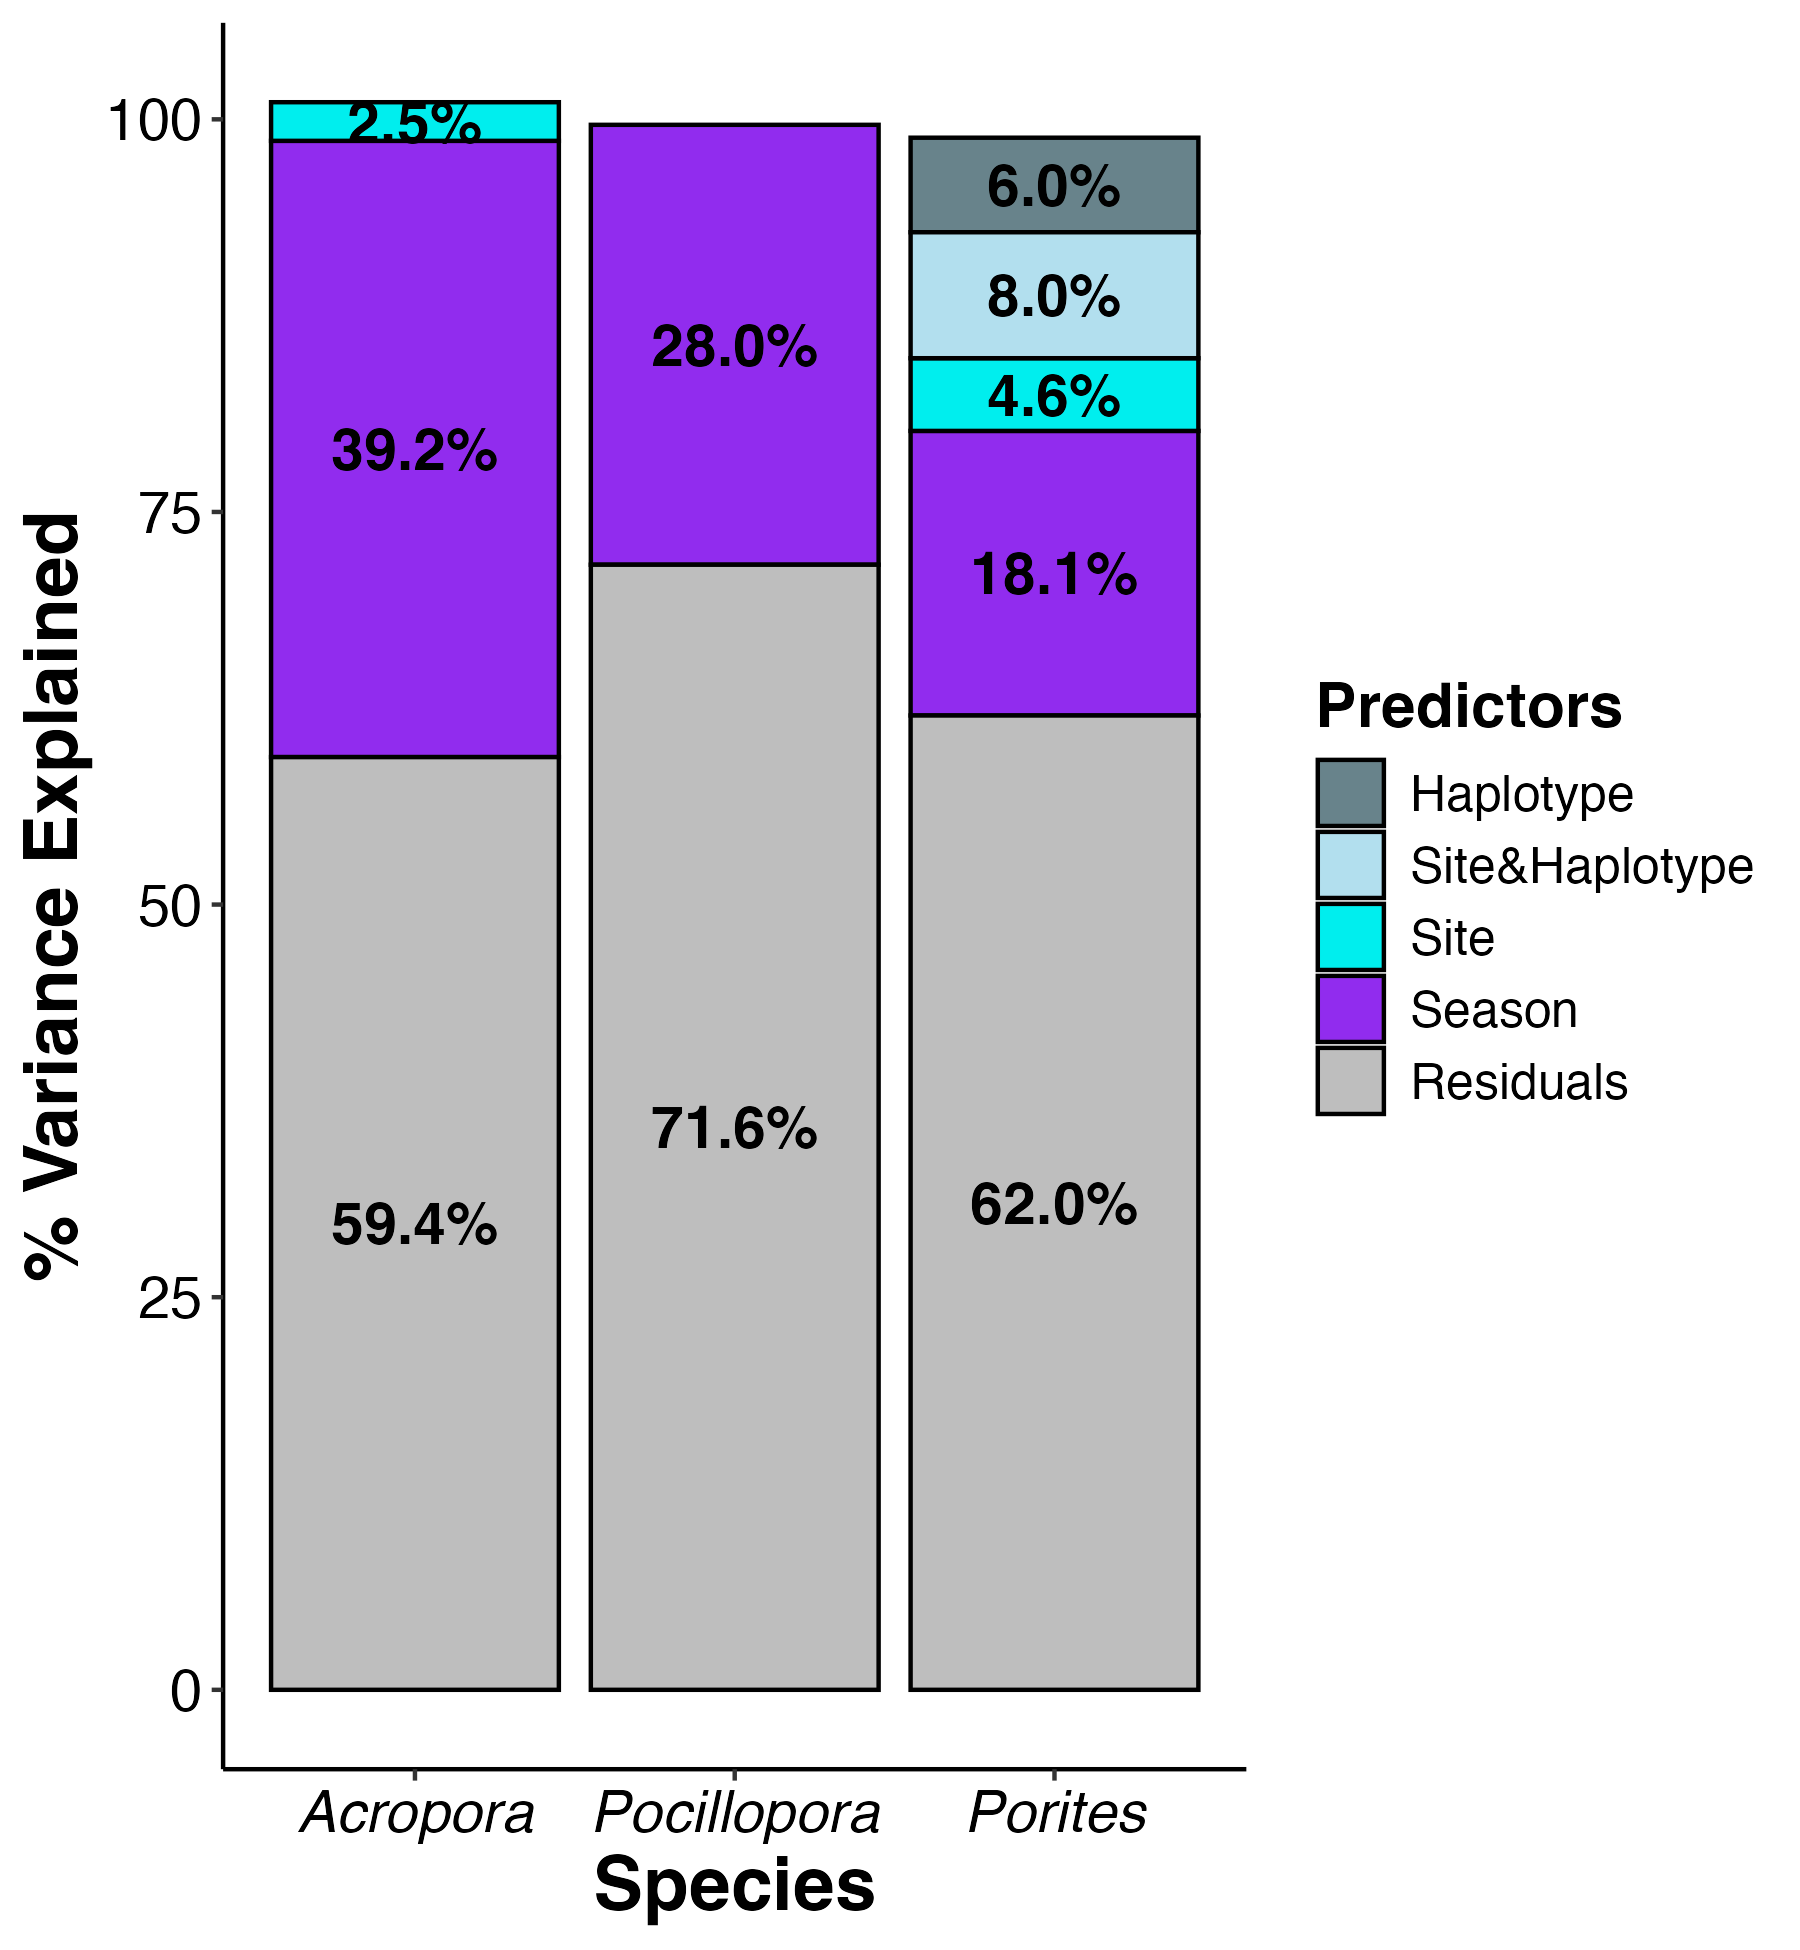 % Variance Explained
100
75
50
25
0
2.5%
39.2%
59.4%
28.0%
71.6%
6.0%
8.0%
4.6%
18.1%
62.0%
Acropora
Pocillopora
Porites
Species
Predictors
Haplotype
Site&Haplotype
Site
Season
Residuals